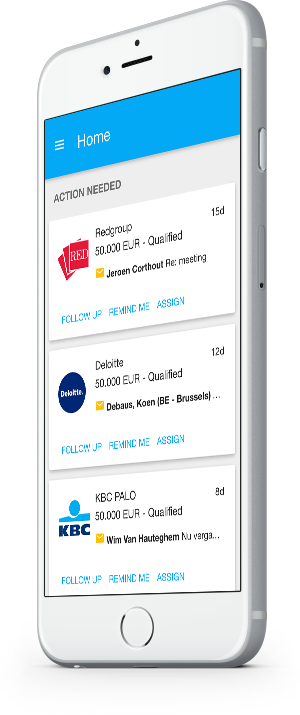 Home
ACTION NEEDED
Redgroup 15d
RED 50.000 EUR - Qualified
Jeroen Corthout Re: meeting
FOLLOW UP REMIND ME ASSIGN
Deloitte 12d
Deloitte. 50.000 EUR - Qualified
Debaus, Koen (BE - Brussels) ...
FOLLOW UP REMIND ME ASSIGN
KBC PALO 8d
50.000 EUR - Qualified
KBC
Wim Van Hauteghem Nu verga...
FOLLOW UP REMIND ME ASSIGN